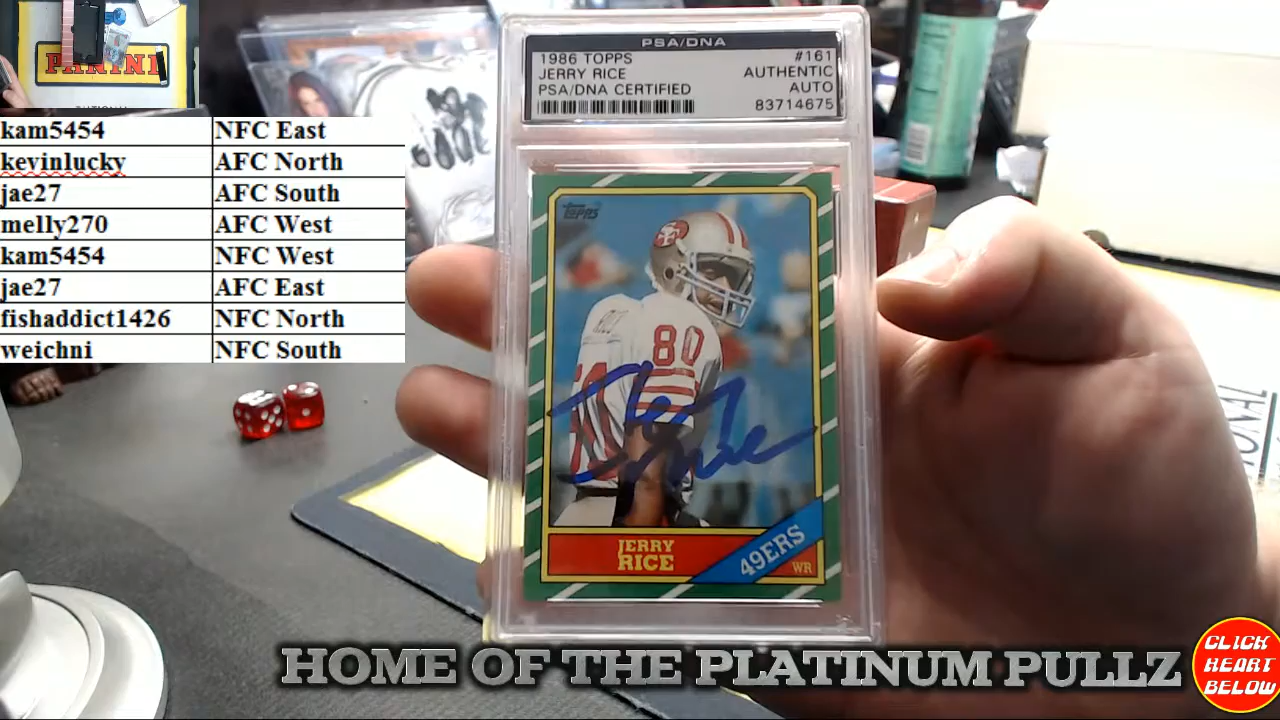 PANINI
kam5454 NFC East
kevinlucky AFC North
jae27 AFC South
melly270 AFC West
kam5454 NFC West
jae27 AFC East
fishaddict1426 NFC North
weichni NFC South
PSA/DNA
1986 TOPPS #161
JERRY RICE AUTHENTIC
PSA/DNA CERTIFIED AUTO
83714675
TOPPS
80
JERRY
RICE
49ERS
WR
HOME OF THE PLATINUM PULLZ
CLICK
HEART
BELOW